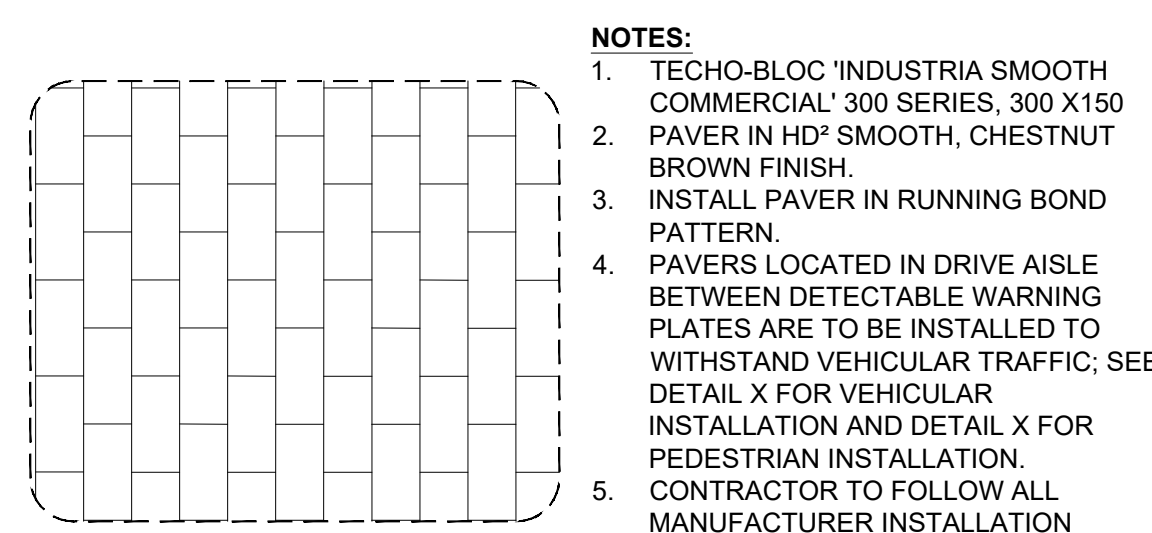 NOTES:
1. TECHO-BLOC 'INDUSTRIA SMOOTH
COMMERCIAL' 300 SERIES, 300 X150
2. PAVER IN HD² SMOOTH, CHESTNUT
BROWN FINISH.
3. INSTALL PAVER IN RUNNING BOND
PATTERN.
4. PAVERS LOCATED IN DRIVE AISLE
BETWEEN DETECTABLE WARNING
PLATES ARE TO BE INSTALLED TO
WITHSTAND VEHICULAR TRAFFIC; SEE
DETAIL X FOR VEHICULAR
INSTALLATION AND DETAIL X FOR
PEDESTRIAN INSTALLATION.
5. CONTRACTOR TO FOLLOW ALL
MANUFACTURER INSTALLATION